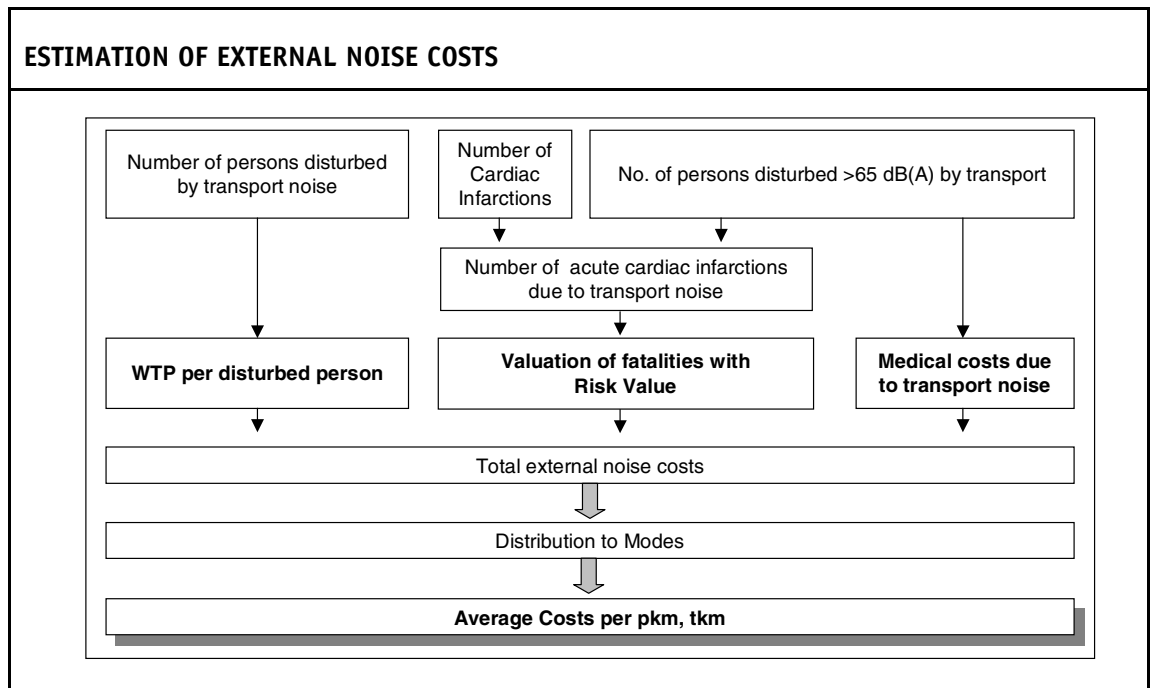 ESTIMATION OF EXTERNAL NOISE COSTS
Number of persons disturbed
by transport noise
Number of
Cardiac
Infarctions
No. of persons disturbed >65 dB(A) by transport
Number of acute cardiac infarctions
due to transport noise
WTP per disturbed person
Valuation of fatalities with
Risk Value
Medical costs due
to transport noise
Total external noise costs
Distribution to Modes
Average Costs per pkm, tkm